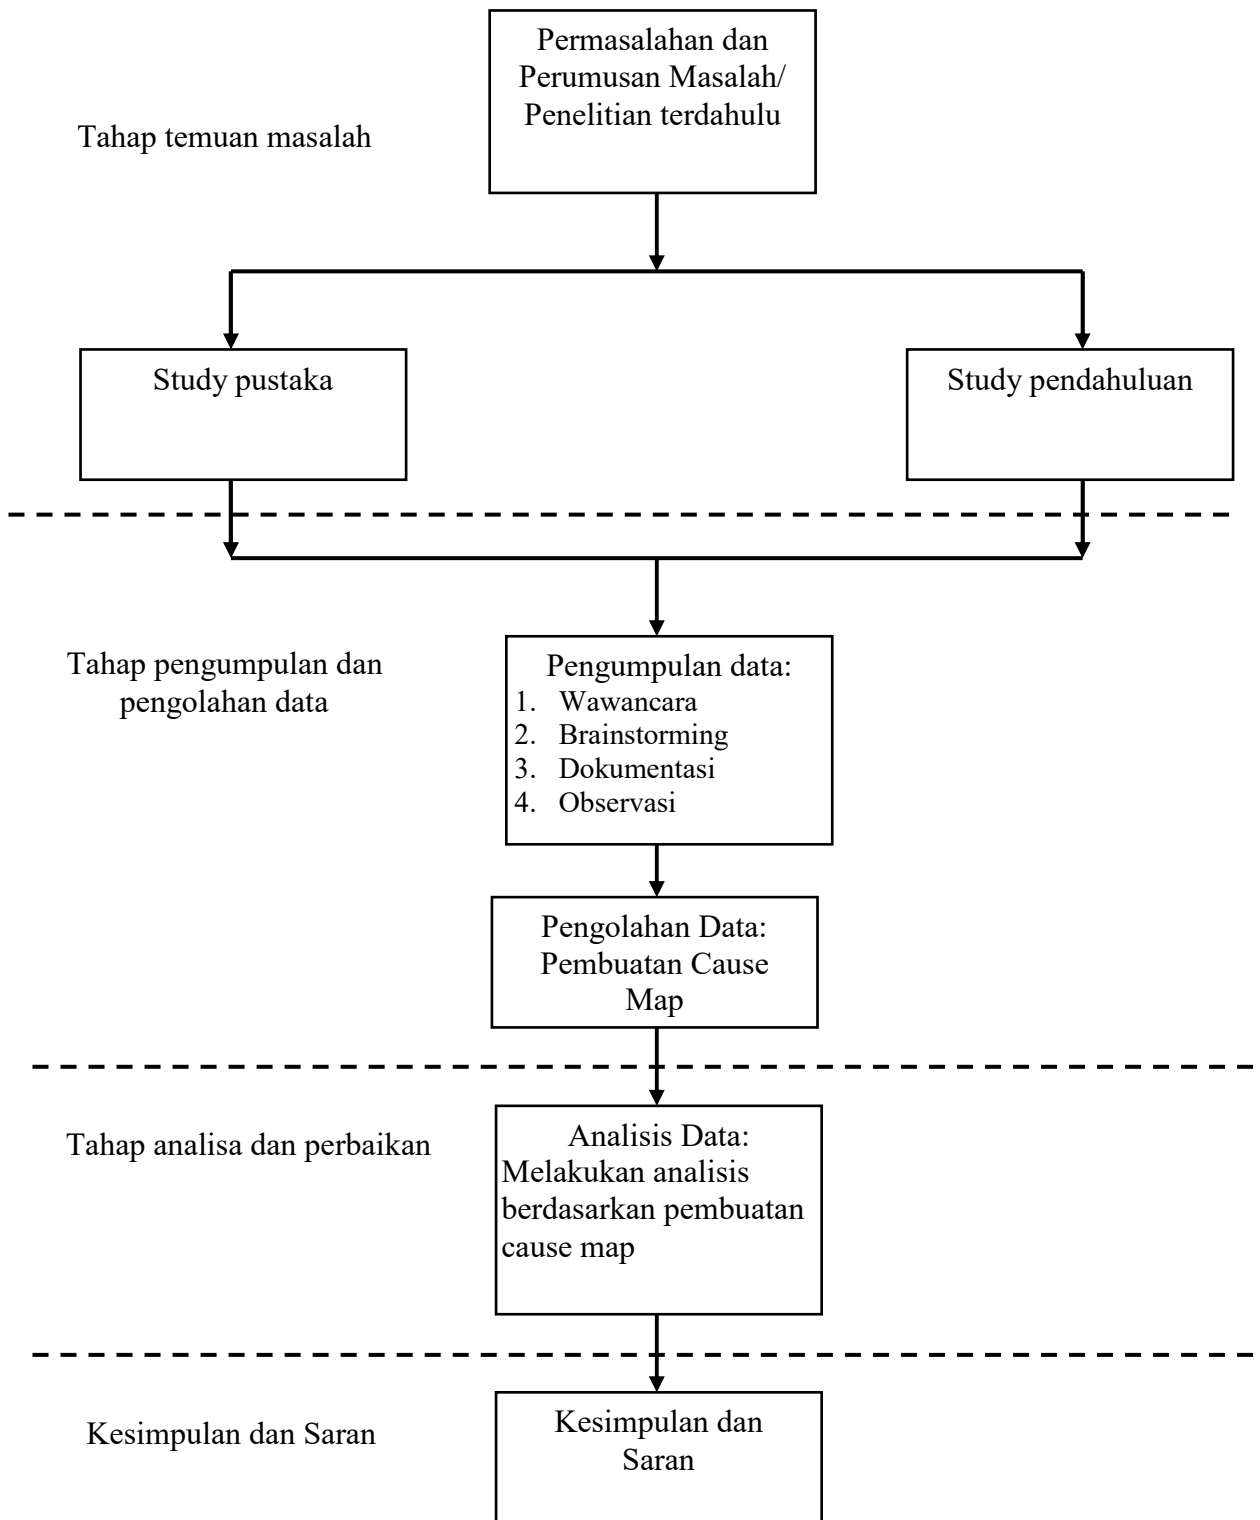 Permasalahan dan
Perumusan Masalah/
Penelitian terdahulu
Tahap temuan masalah
Study pustaka
Study pendahuluan
Tahap pengumpulan dan
pengolahan data
Pengumpulan data:
1. Wawancara
2. Brainstorming
3. Dokumentasi
4. Observasi
Pengolahan Data:
Pembuatan Cause
Map
Tahap analisa dan perbaikan
Analisis Data:
Melakukan analisis
berdasarkan pembuatan
cause map
Kesimpulan dan Saran
Kesimpulan dan
Saran